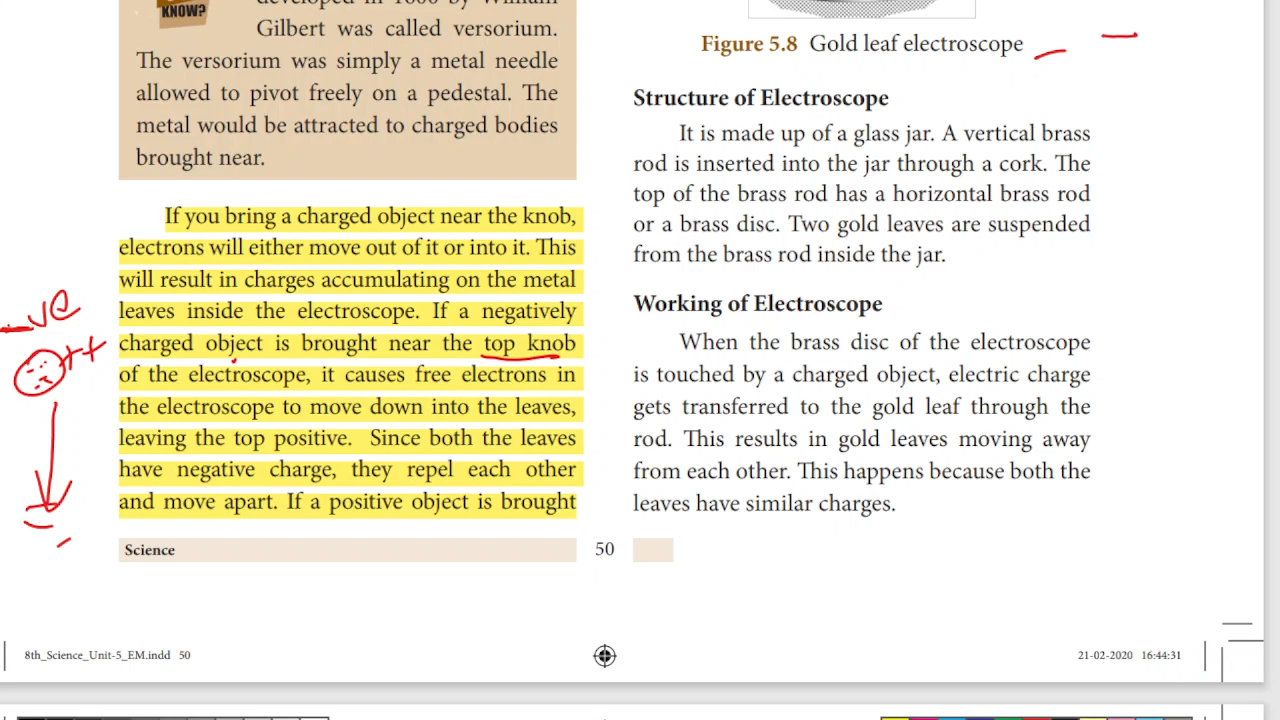 KNOW?
developed in 1600 by William
Gilbert was called versorium.
The versorium was simply a metal needle
allowed to pivot freely on a pedestal. The
metal would be attracted to charged bodies
brought near.
If you bring a charged object near the knob,
electrons will either move out of it or into it. This
will result in charges accumulating on the metal
leaves inside the electroscope. If a negatively
charged object is brought near the top knob
of the electroscope, it causes free electrons in
the electroscope to move down into the leaves,
leaving the top positive. Since both the leaves
have negative charge, they repel each other
and move apart. If a positive object is brought
-ve
++
Figure 5.8 Gold leaf electroscope
Structure of Electroscope
It is made up of a glass jar. A vertical brass
rod is inserted into the jar through a cork. The
top of the brass rod has a horizontal brass rod
or a brass disc. Two gold leaves are suspended
from the brass rod inside the jar.
Working of Electroscope
When the brass disc of the electroscope
is touched by a charged object, electric charge
gets transferred to the gold leaf through the
rod. This results in gold leaves moving away
from each other. This happens because both the
leaves have similar charges.
Science
50
8th_Science_Unit-5_EM.indd 50
21-02-2020 16:44:31